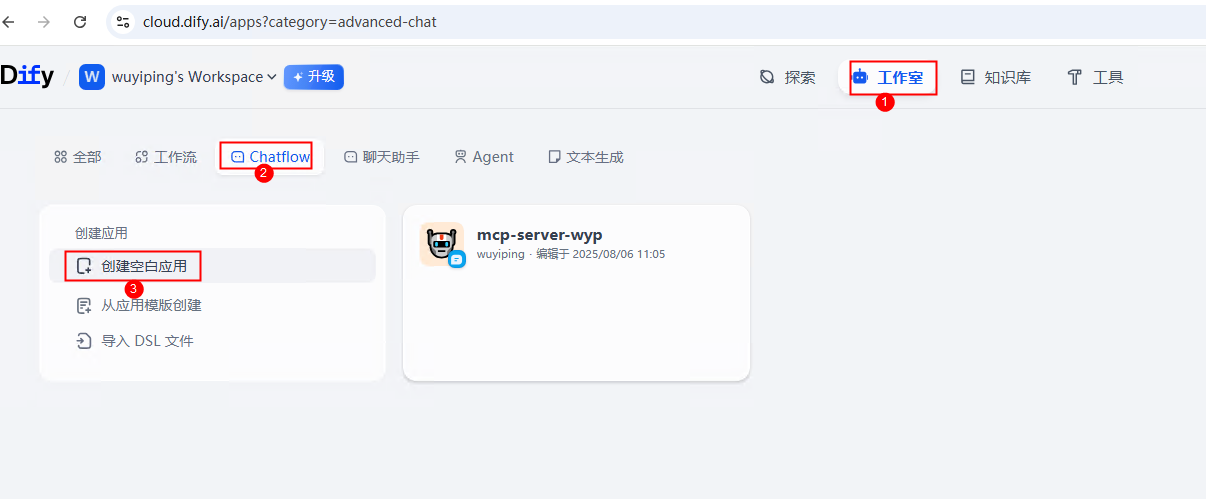 cloud.dify.ai/apps?category=advanced-chat
Dify / W wuyiping's Workspace 升级 探索 工作室 知识库 工具
1
全部 工作流 Chatflow 聊天助手 Agent 文本生成
2
创建应用
创建空白应用
3
从应用模版创建
导入 DSL 文件
mcp-server-wyp
wuyiping · 编辑于 2025/08/06 11:05